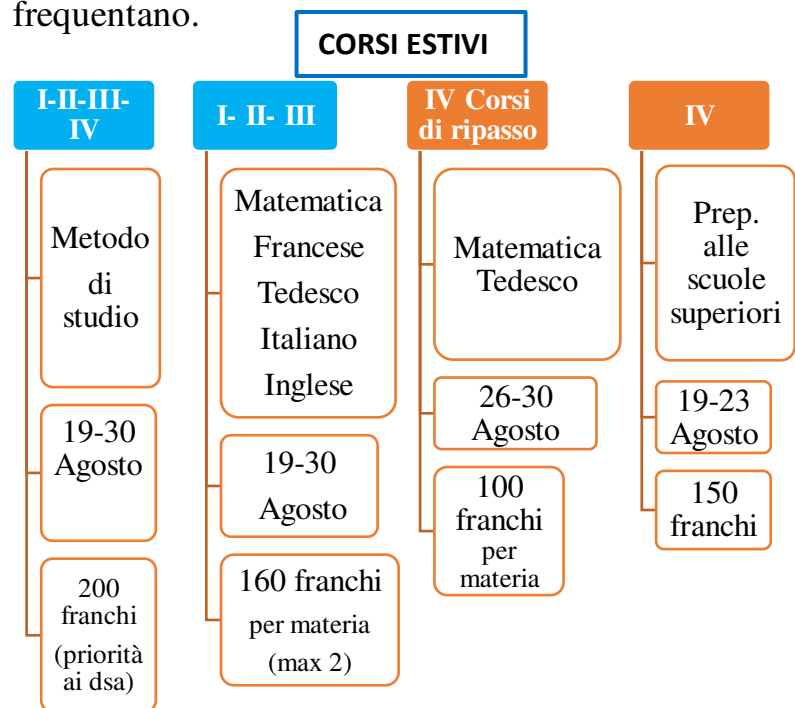 frequentano.
CORSI ESTIVI
I-II-III-
IV
Metodo
di
studio
19-30
Agosto
200
franchi
(priorità
ai dsa)
I- II- III
Matematica
Francese
Tedesco
Italiano
Inglese
19-30
Agosto
160 franchi
per materia
(max 2)
IV Corsi
di ripasso
Matematica
Tedesco
26-30
Agosto
100
franchi
per
materia
IV
Prep.
alle
scuole
superiori
19-23
Agosto
150
franchi